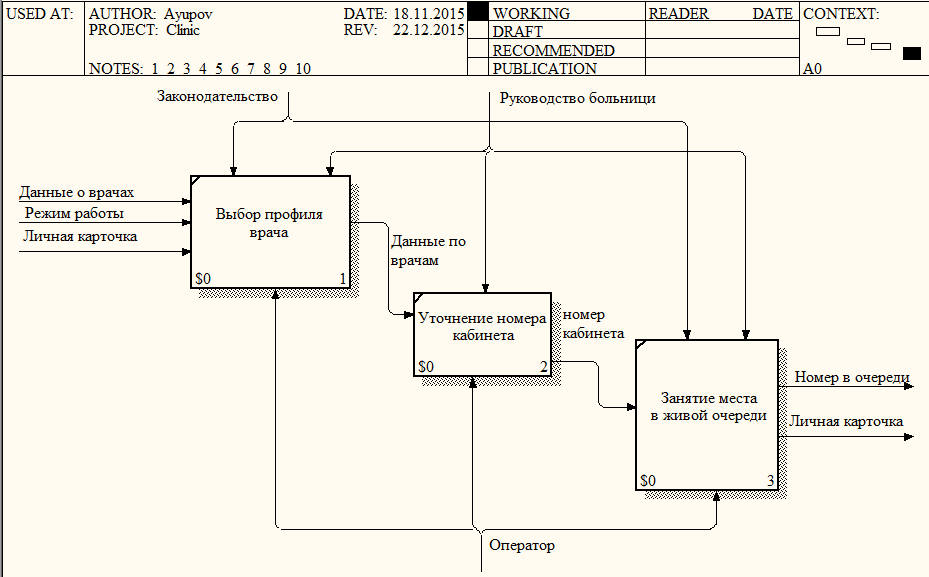 USED AT:
AUTHOR: Ayupov
DATE: 18.11.2015
WORKING
READER
DATE
CONTEXT:
PROJECT: Clinic
REV: 22.12.2015
DRAFT
RECOMMENDED
NOTES: 1 2 3 4 5 6 7 8 9 10
PUBLICATION
A0
Законодательство
Руководство больници
Данные о врачах
Режим работы
Личная карточка
Выбор профиля
врача
$0
1
Данные по
врачам
Уточнение номера
кабинета
$0
2
номер
кабинета
Занятие места
в живой очереди
$0
3
Номер в очереди
Личная карточка
Оператор